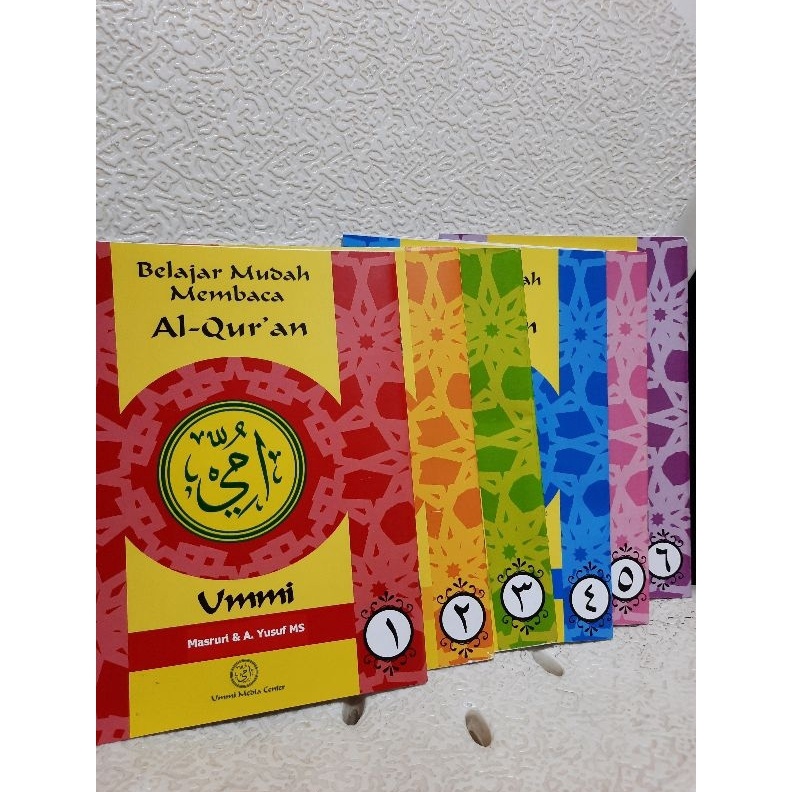 Belajar Mudah
Membaca
Al-Qur'an
اُمِّي
Ummi
Masruri & A. Yusuf MS
Ummi Media Center
١
٢
٣
٤
٥
٦